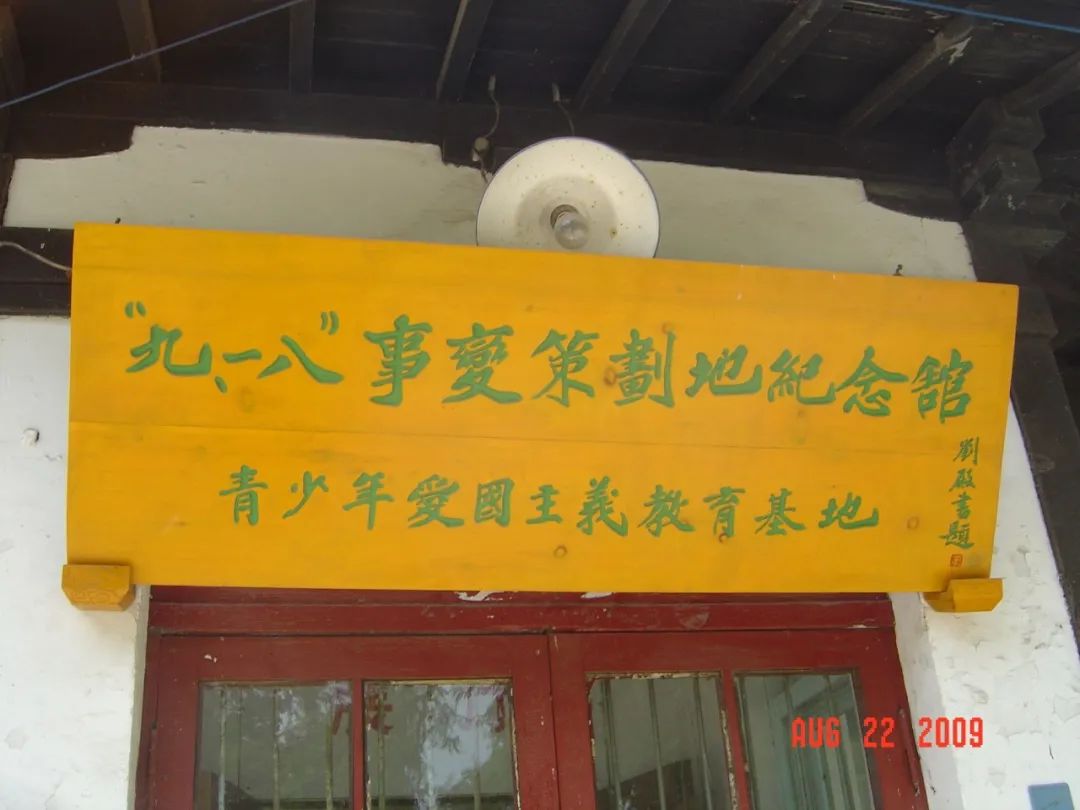 “九、一八”事變策劃地紀念館
青少年愛國主義教育基地
劉殿書題
AUG 22 2009